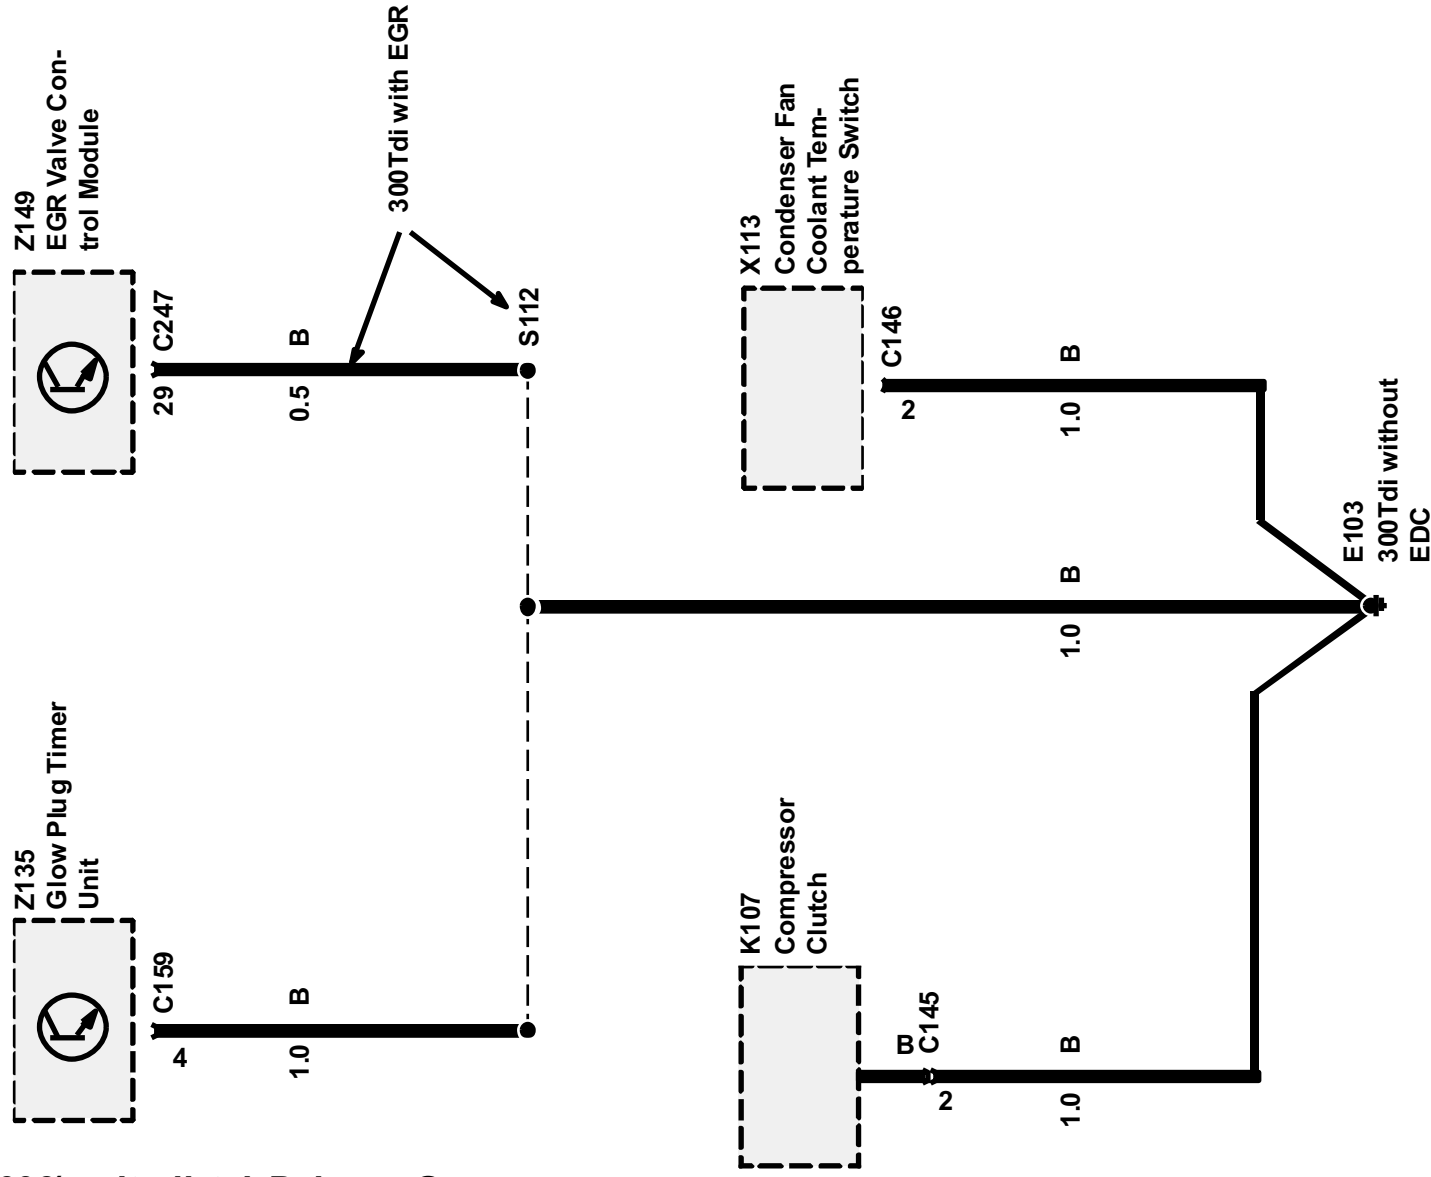 Z135
Glow Plug Timer
Unit
C159
4
B
1.0
Z149
EGR Valve Con-
trol Module
C247
29
B
0.5
300Tdi with EGR
S112
K107
Compressor
Clutch
B
C145
2
B
1.0
X113
Condenser Fan
Coolant Tem-
perature Switch
C146
2
B
1.0
B
1.0
E103
300Tdi without
EDC